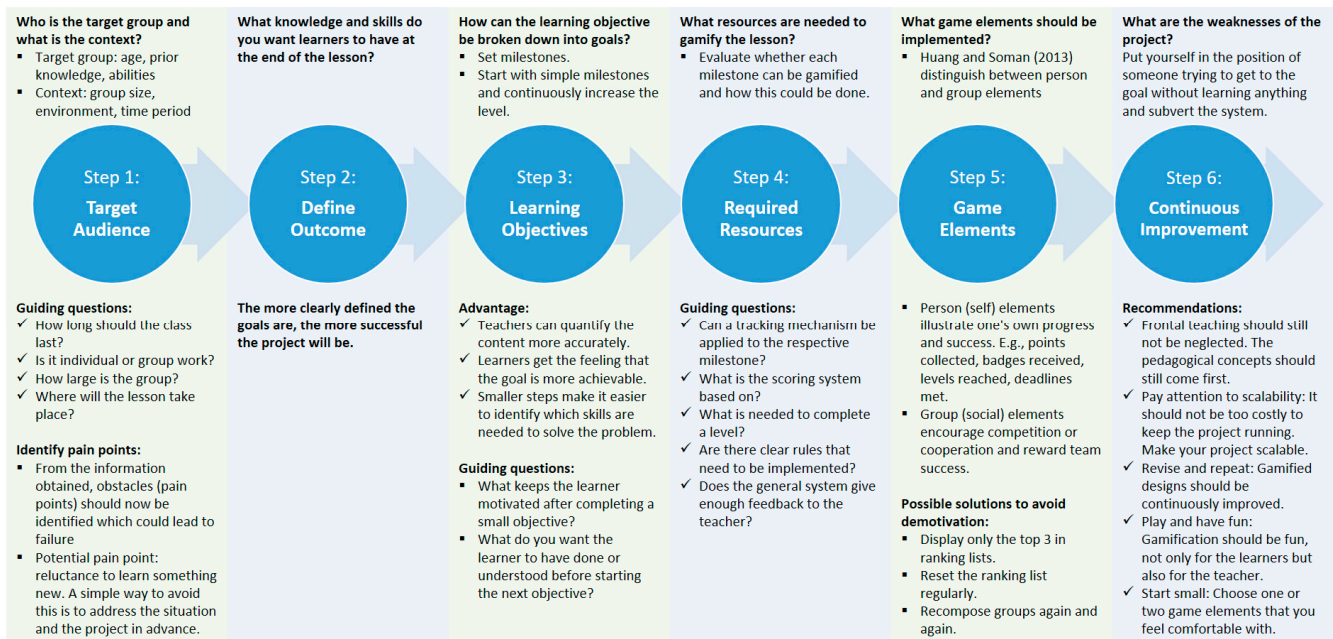 Who is the target group and
what is the context?
▪ Target group: age, prior
knowledge, abilities
▪ Context: group size,
environment, time period
Step 1:
Target
Audience
Guiding questions:
✓ How long should the class
last?
✓ Is it individual or group work?
✓ How large is the group?
✓ Where will the lesson take
place?
Identify pain points:
▪ From the information
obtained, obstacles (pain
points) should now be
identified which could lead to
failure
▪ Potential pain point:
reluctance to learn something
new. A simple way to avoid
this is to address the situation
and the project in advance.
What knowledge and skills do
you want learners to have at
the end of the lesson?
Step 2:
Define
Outcome
The more clearly defined the
goals are, the more successful
the project will be.
How can the learning objective
be broken down into goals?
▪ Set milestones.
▪ Start with simple milestones
and continuously increase the
level.
Step 3:
Learning
Objectives
Advantage:
✓ Teachers can quantify the
content more accurately.
✓ Learners get the feeling that
the goal is more achievable.
✓ Smaller steps make it easier
to identify which skills are
needed to solve the problem.
Guiding questions:
▪ What keeps the learner
motivated after completing a
small objective?
▪ What do you want the
learner to have done or
understood before starting
the next objective?
What resources are needed to
gamify the lesson?
▪ Evaluate whether each
milestone can be gamified
and how this could be done.
Step 4:
Required
Resources
Guiding questions:
✓ Can a tracking mechanism be
applied to the respective
milestone?
✓ What is the scoring system
based on?
✓ What is needed to complete
a level?
✓ Are there clear rules that
need to be implemented?
✓ Does the general system give
enough feedback to the
teacher?
What game elements should be
implemented?
▪ Huang and Soman (2013)
distinguish between person
and group elements
Step 5:
Game
Elements
▪ Person (self) elements
illustrate one's own progress
and success. E.g., points
collected, badges received,
levels reached, deadlines
met.
▪ Group (social) elements
encourage competition or
cooperation and reward team
success.
Possible solutions to avoid
demotivation:
▪ Display only the top 3 in
ranking lists.
▪ Reset the ranking list
regularly.
▪ Recompose groups again and
again.
What are the weaknesses of the
project?
Put yourself in the position of
someone trying to get to the
goal without learning anything
and subvert the system.
Step 6:
Continuous
Improvement
Recommendations:
✓ Frontal teaching should still
not be neglected. The
pedagogical concepts should
still come first.
✓ Pay attention to scalability: It
should not be too costly to
keep the project running.
Make your project scalable.
✓ Revise and repeat: Gamified
designs should be
continuously improved.
✓ Play and have fun:
Gamification should be fun,
not only for the learners but
also for the teacher.
✓ Start small: Choose one or
two game elements that you
feel comfortable with.